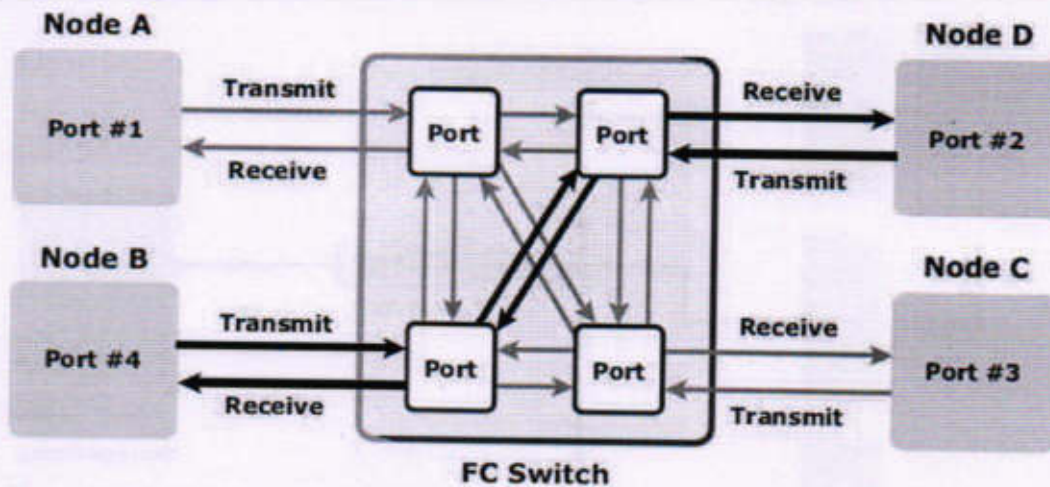 Node A
Node D
Port #1
Transmit
Receive
Port
Port
Receive
Transmit
Port #2
Node B
Node C
Port #4
Transmit
Receive
Port
Port
Receive
Transmit
Port #3
FC Switch